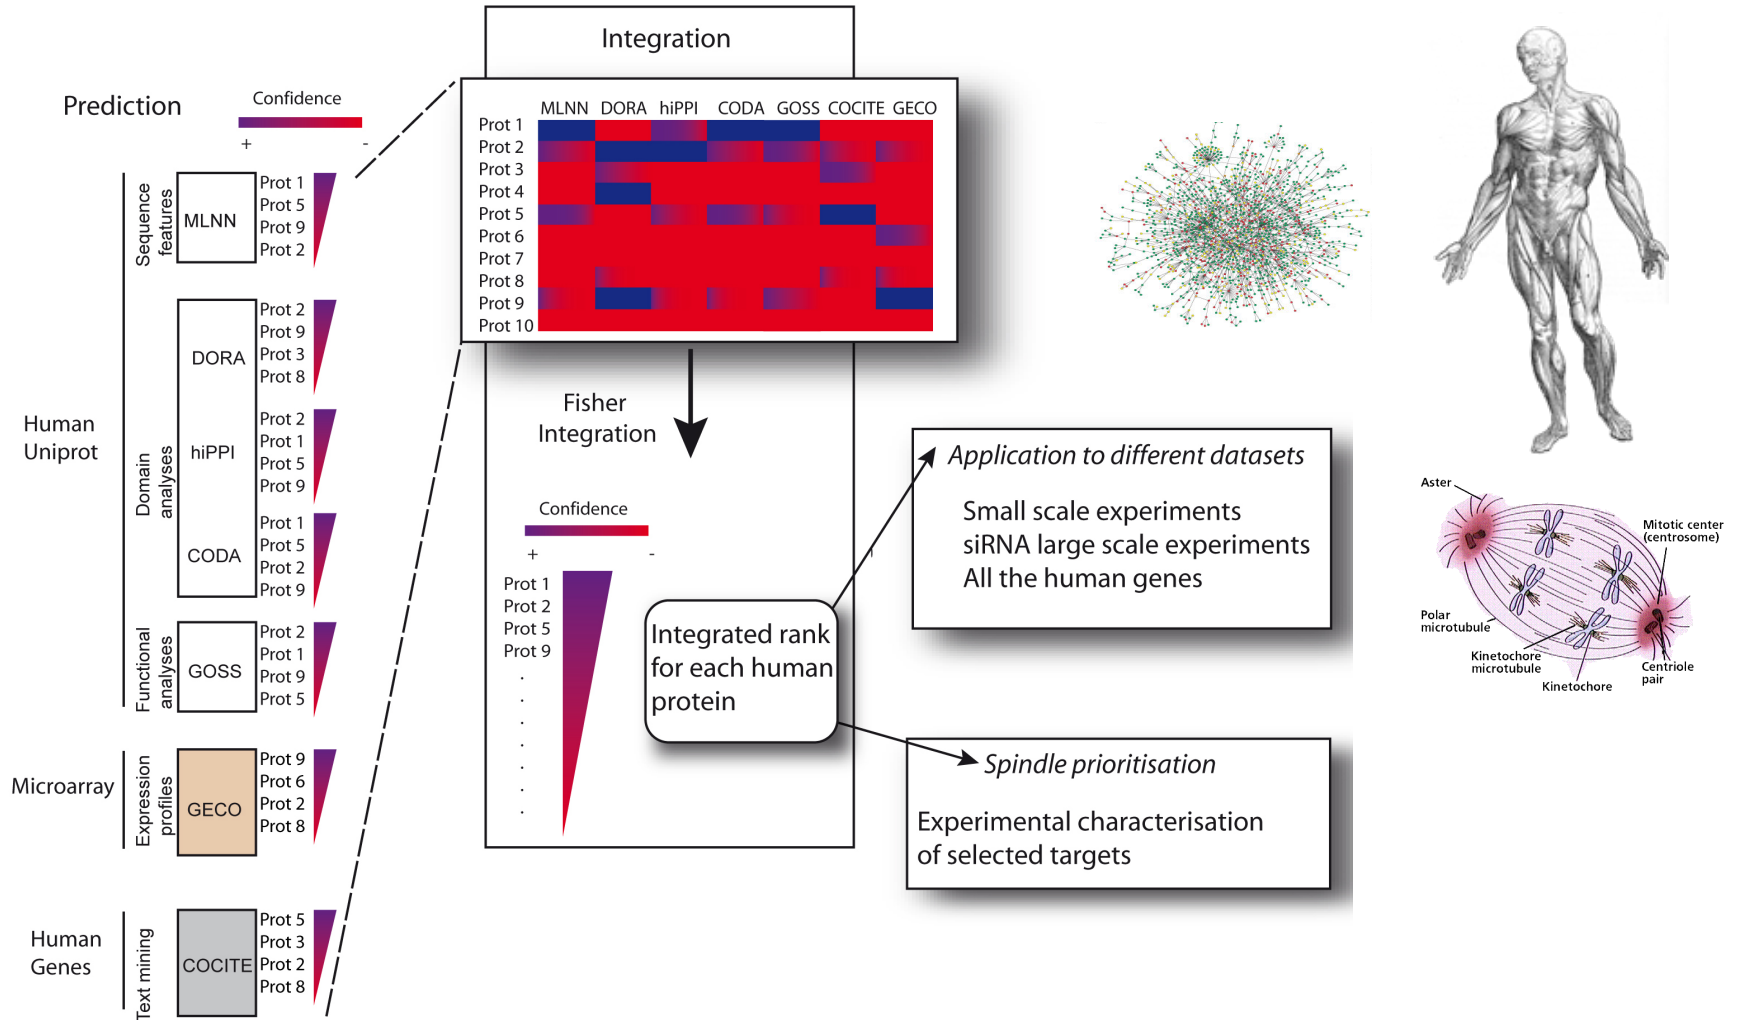 Prediction
Confidence
+ -
Human
Uniprot
Sequence
features
MLNN
Prot 1
Prot 5
Prot 9
Prot 2
Domain
analyses
DORA
Prot 2
Prot 9
Prot 3
Prot 8
hiPPI
Prot 2
Prot 1
Prot 5
Prot 9
CODA
Prot 1
Prot 5
Prot 2
Prot 9
Functional
analyses
GOSS
Prot 2
Prot 1
Prot 9
Prot 5
Microarray
Expression
profiles
GECO
Prot 9
Prot 6
Prot 2
Prot 8
Human
Genes
Text mining
COCITE
Prot 5
Prot 3
Prot 2
Prot 8
Integration
MLNN DORA hiPPI CODA GOSS COCITE GECO
Prot 1
Prot 2
Prot 3
Prot 4
Prot 5
Prot 6
Prot 7
Prot 8
Prot 9
Prot 10
Fisher
Integration
Confidence
+ -
Prot 1
Prot 2
Prot 5
Prot 9
.
.
.
.
.
.
.
Integrated rank
for each human
protein
Application to different datasets
Small scale experiments
siRNA large scale experiments
All the human genes
Spindle prioritisation
Experimental characterisation
of selected targets
Aster
Mitotic center
(centrosome)
Polar
microtubule
Kinetochore
microtubule
Kinetochore
Centriole
pair